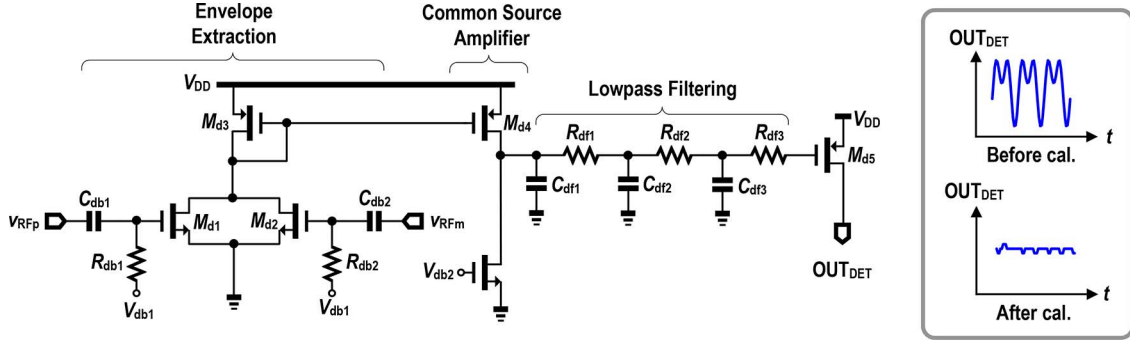 Envelope
Extraction
Common Source
Amplifier
VDD
Lowpass Filtering
Md3
Md4
Rdf1
Rdf2
Rdf3
VDD
Md5
Cdf1
Cdf2
Cdf3
vRFp
Cdb1
Md1
Md2
Cdb2
vRFm
Rdb1
Rdb2
Vdb1
Vdb1
Vdb2
OUTDET
OUTDET
t
Before cal.
OUTDET
t
After cal.